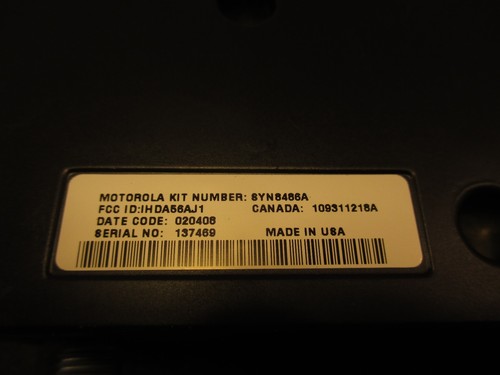 MOTOROLA KIT NUMBER: SYN8466A
FCC ID:IHDA56AJ1 CANADA: 109311218A
DATE CODE: 020406
SERIAL NO: 137469 MADE IN USA